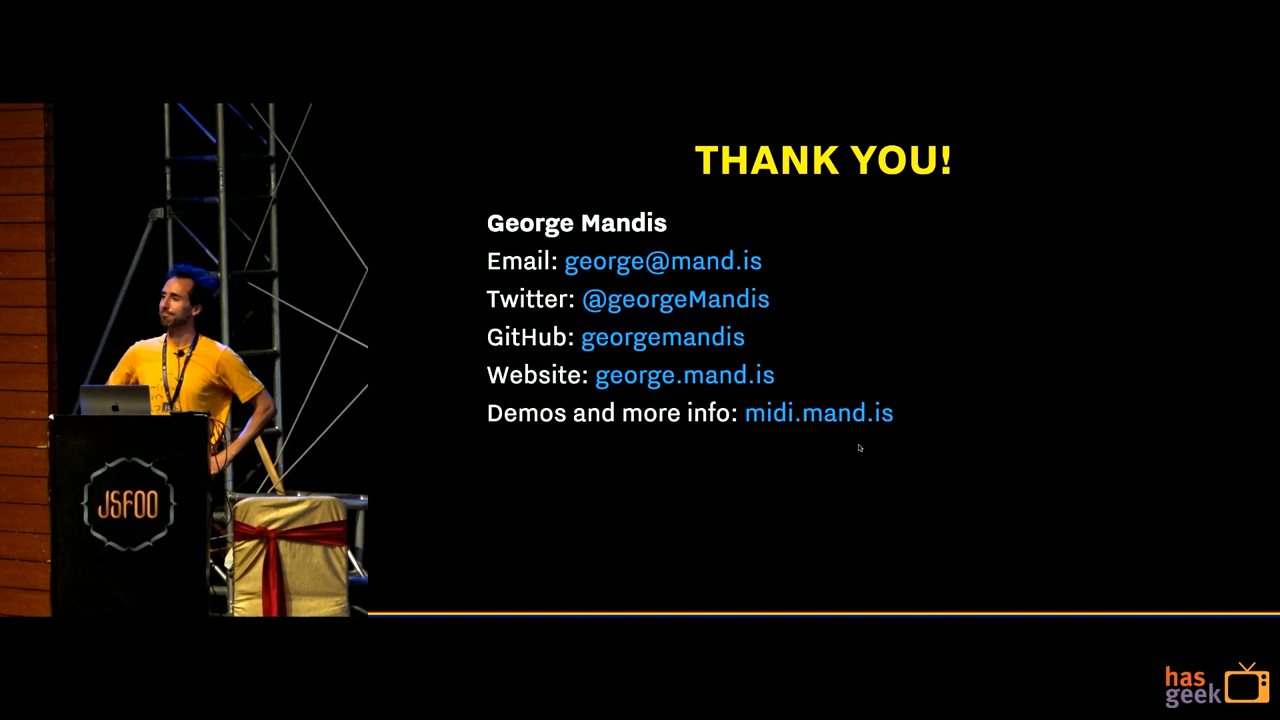 THANK YOU!
George Mandis
Email: george@mand.is
Twitter: @georgeMandis
GitHub: georgemandis
Website: george.mand.is
Demos and more info: midi.mand.is
JSFOO
has
geek